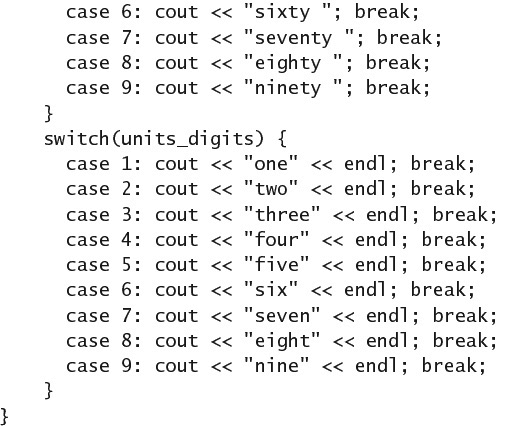 case 6: cout << "sixty "; break;
case 7: cout << "seventy "; break;
case 8: cout << "eighty "; break;
case 9: cout << "ninety "; break;
}
switch(units_digits) {
case 1: cout << "one" << endl; break;
case 2: cout << "two" << endl; break;
case 3: cout << "three" << endl; break;
case 4: cout << "four" << endl; break;
case 5: cout << "five" << endl; break;
case 6: cout << "six" << endl; break;
case 7: cout << "seven" << endl; break;
case 8: cout << "eight" << endl; break;
case 9: cout << "nine" << endl; break;
}
}